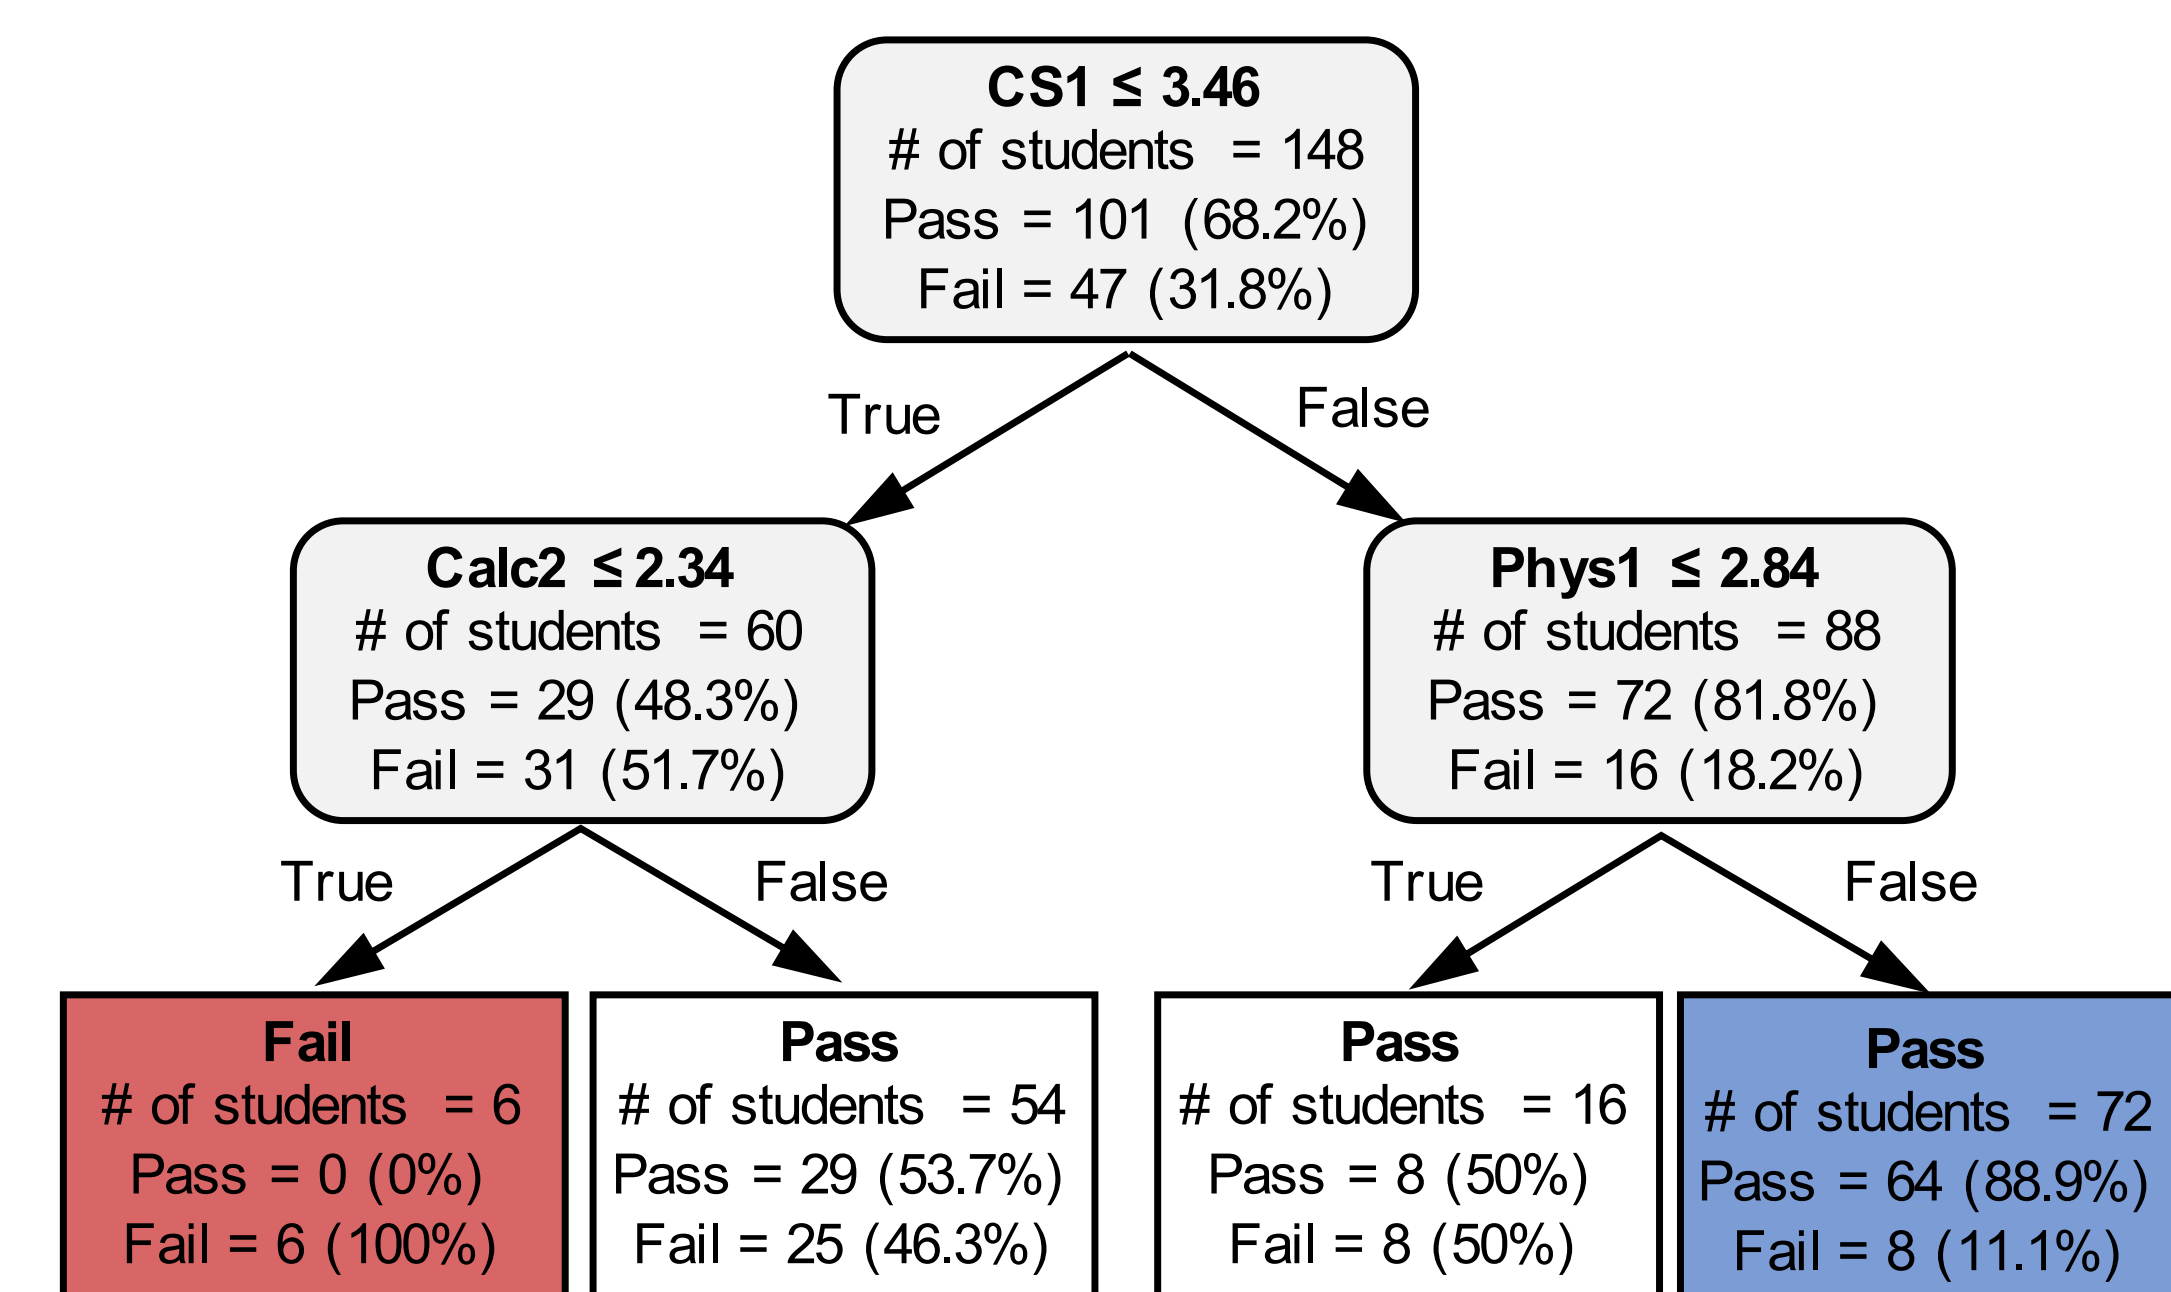 CS1 ≤ 3.46
# of students = 148
Pass = 101 (68.2%)
Fail = 47 (31.8%)
True
False
Calc2 ≤ 2.34
# of students = 60
Pass = 29 (48.3%)
Fail = 31 (51.7%)
Phys1 ≤ 2.84
# of students = 88
Pass = 72 (81.8%)
Fail = 16 (18.2%)
True
False
True
False
Fail
# of students = 6
Pass = 0 (0%)
Fail = 6 (100%)
Pass
# of students = 54
Pass = 29 (53.7%)
Fail = 25 (46.3%)
Pass
# of students = 16
Pass = 8 (50%)
Fail = 8 (50%)
Pass
# of students = 72
Pass = 64 (88.9%)
Fail = 8 (11.1%)